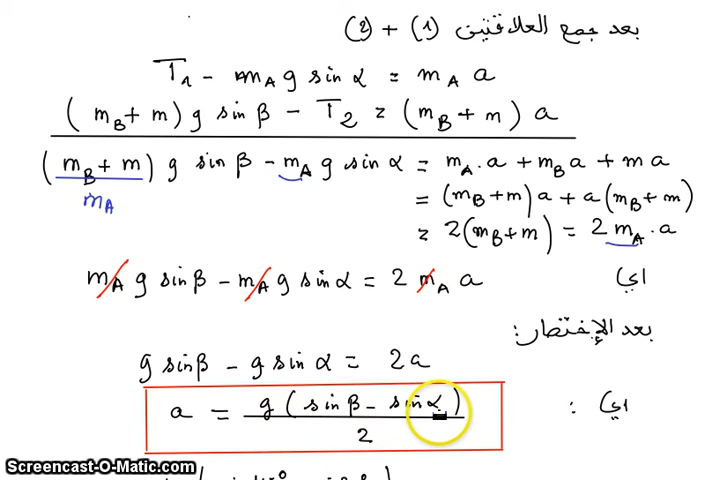 بعد جمع العلاقتين (1) + (2)
T₁ - m_A g sin α = m_A a
(m_B + m) g sin β - T₂ = (m_B + m) a
(m_B + m) g sin β - m_A g sin α = m_A . a + m_B a + m a
m_A
= (m_B + m) a + a (m_B + m)
= 2 (m_B + m) = 2 m_A . a
m_A g sin β - m_A g sin α = 2 m_A a اي
بعد الإختصار:
g sin β - g sin α = 2a
a = g ( sin β - sin α ) / 2 اي :
Screencast-O-Matic.com